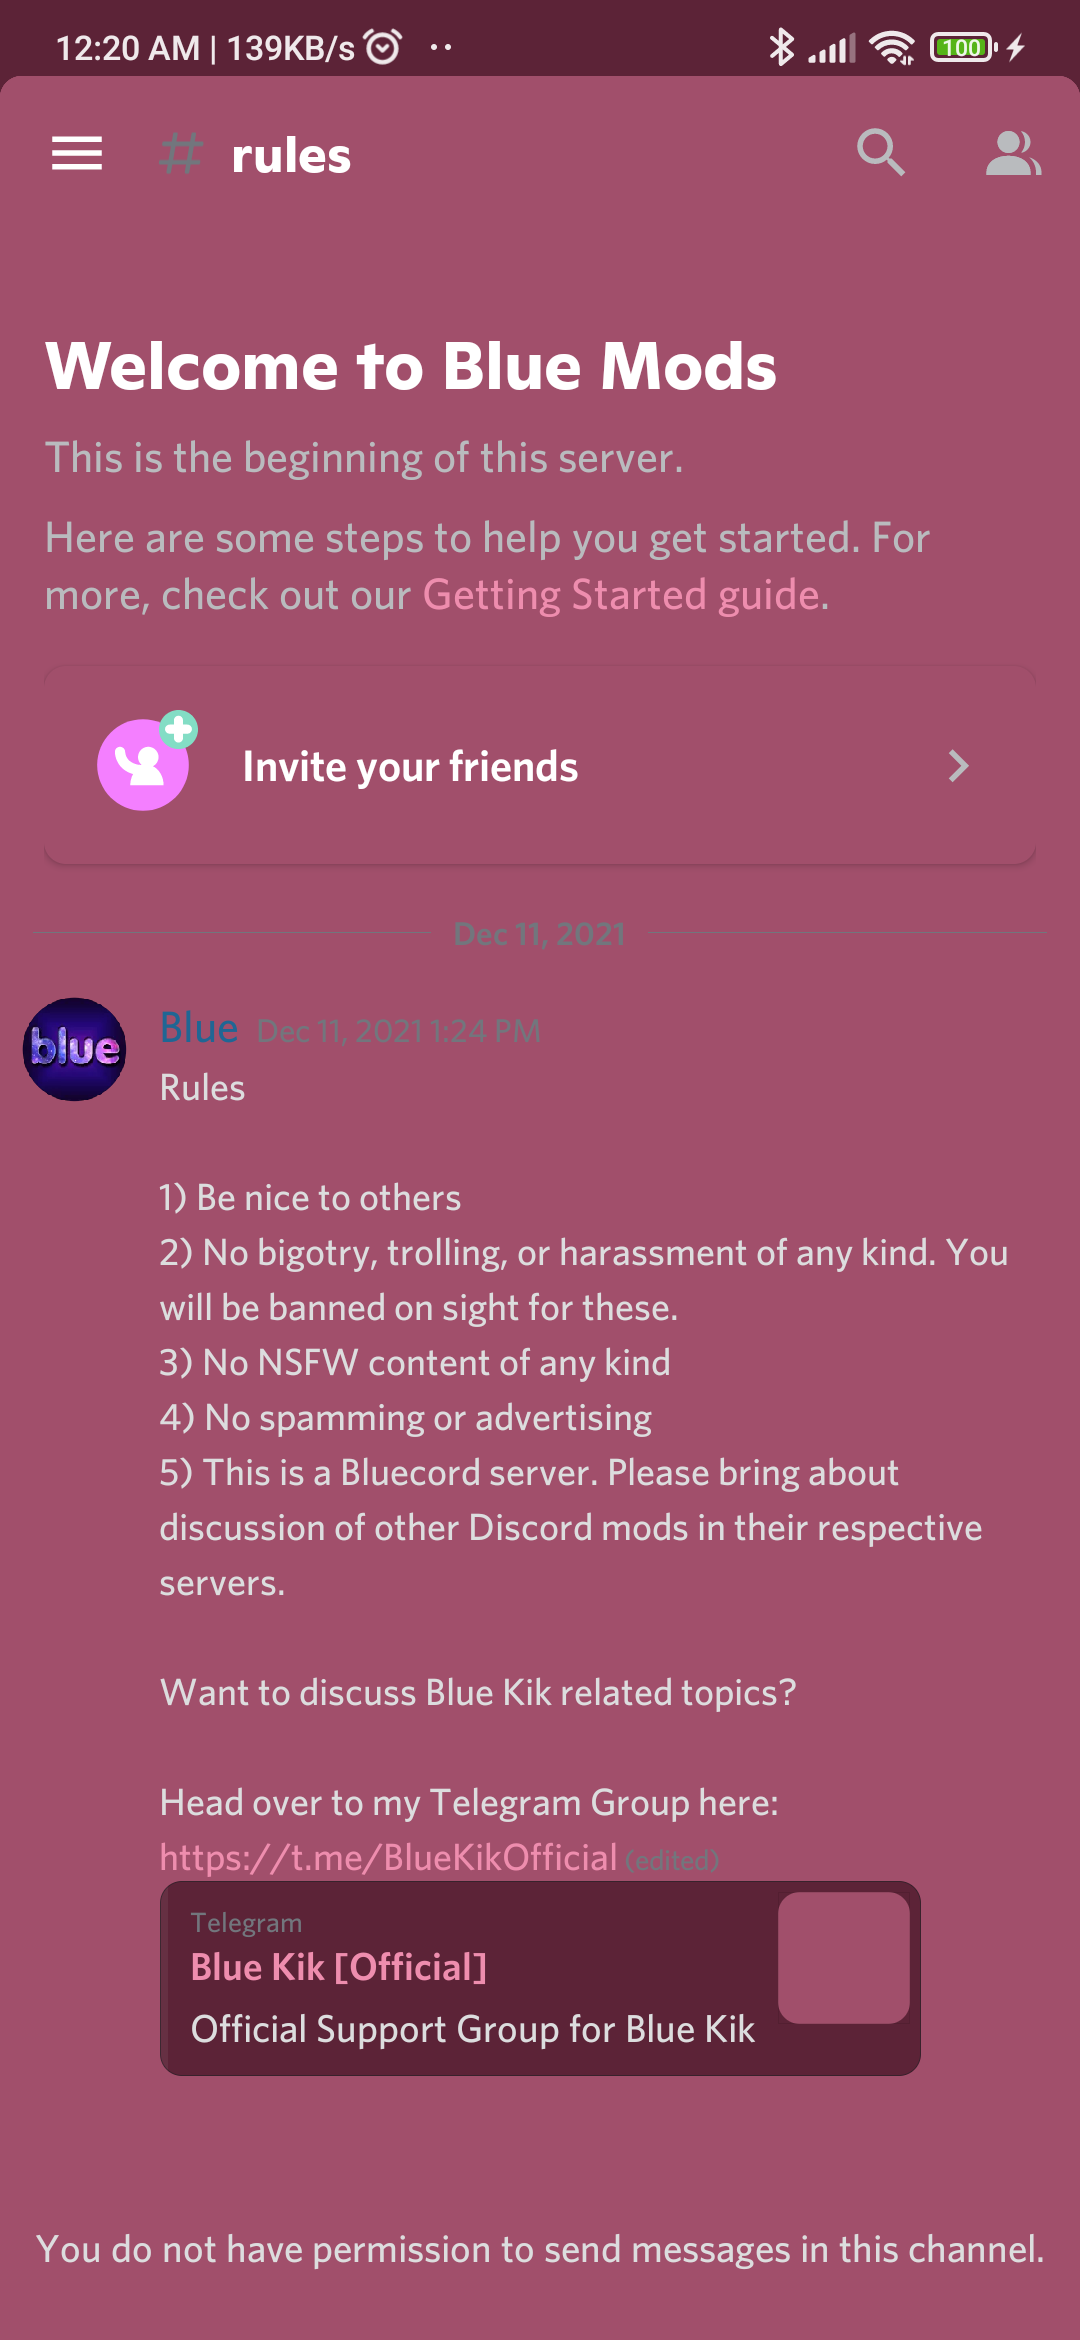 12:20 AM | 139KB/s
100
# rules
Welcome to Blue Mods
This is the beginning of this server.
Here are some steps to help you get started. For
more, check out our Getting Started guide.
Invite your friends
Dec 11, 2021
blue
Blue Dec 11, 2021 1:24 PM
Rules
1) Be nice to others
2) No bigotry, trolling, or harassment of any kind. You
will be banned on sight for these.
3) No NSFW content of any kind
4) No spamming or advertising
5) This is a Bluecord server. Please bring about
discussion of other Discord mods in their respective
servers.
Want to discuss Blue Kik related topics?
Head over to my Telegram Group here:
https://t.me/BlueKikOfficial (edited)
Telegram
Blue Kik [Official]
Official Support Group for Blue Kik
You do not have permission to send messages in this channel.